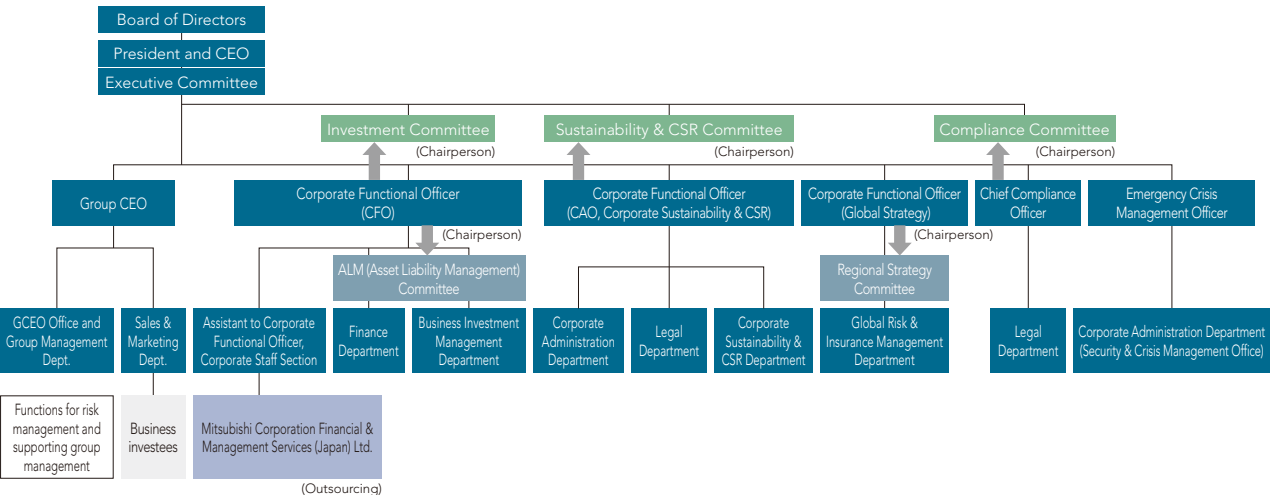 Board of Directors
President and CEO
Executive Committee
Investment Committee
(Chairperson)
Sustainability & CSR Committee
(Chairperson)
Compliance Committee
(Chairperson)
Group CEO
Corporate Functional Officer
(CFO)
Corporate Functional Officer
(CAO, Corporate Sustainability & CSR)
Corporate Functional Officer
(Global Strategy)
Chief Compliance
Officer
Emergency Crisis
Management Officer
(Chairperson)
(Chairperson)
ALM (Asset Liability Management)
Committee
Regional Strategy
Committee
GCEO Office and
Group Management
Dept.
Sales &
Marketing
Dept.
Assistant to Corporate
Functional Officer,
Corporate Staff Section
Finance
Department
Business Investment
Management
Department
Corporate
Administration
Department
Legal
Department
Corporate
Sustainability &
CSR Department
Global Risk &
Insurance Management
Department
Legal
Department
Corporate Administration Department
(Security & Crisis Management Office)
Functions for risk
management and
supporting group
management
Business
investees
Mitsubishi Corporation Financial &
Management Services (Japan) Ltd.
(Outsourcing)